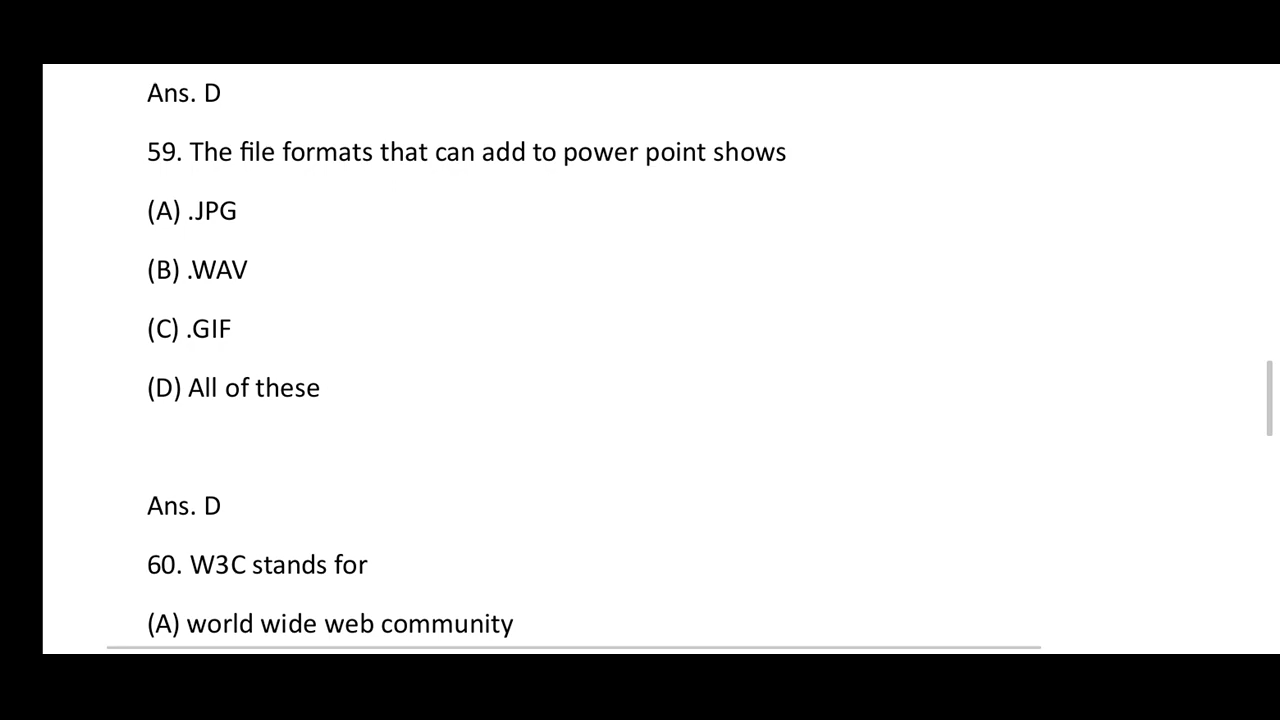 Ans. D
59. The file formats that can add to power point shows
(A) .JPG
(B) .WAV
(C) .GIF
(D) All of these
Ans. D
60. W3C stands for
(A) world wide web community